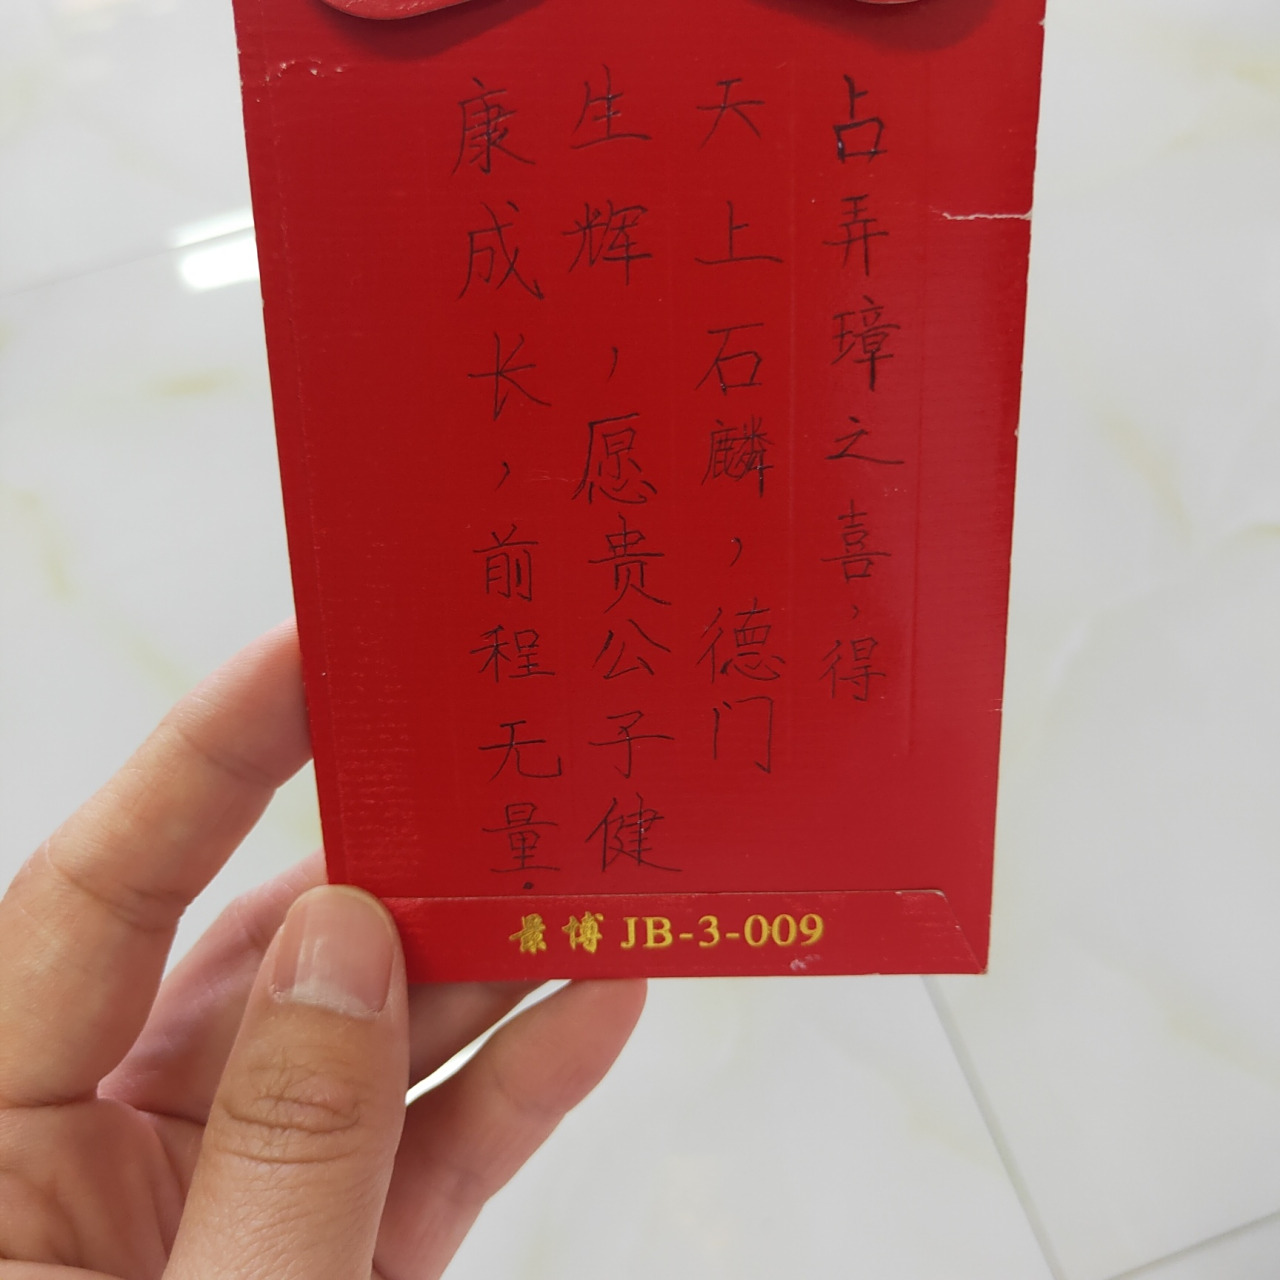 占弄璋之喜，得
天上石麟，德门
生辉，愿贵公子健
康成长，前程无量.
景博 JB-3-009